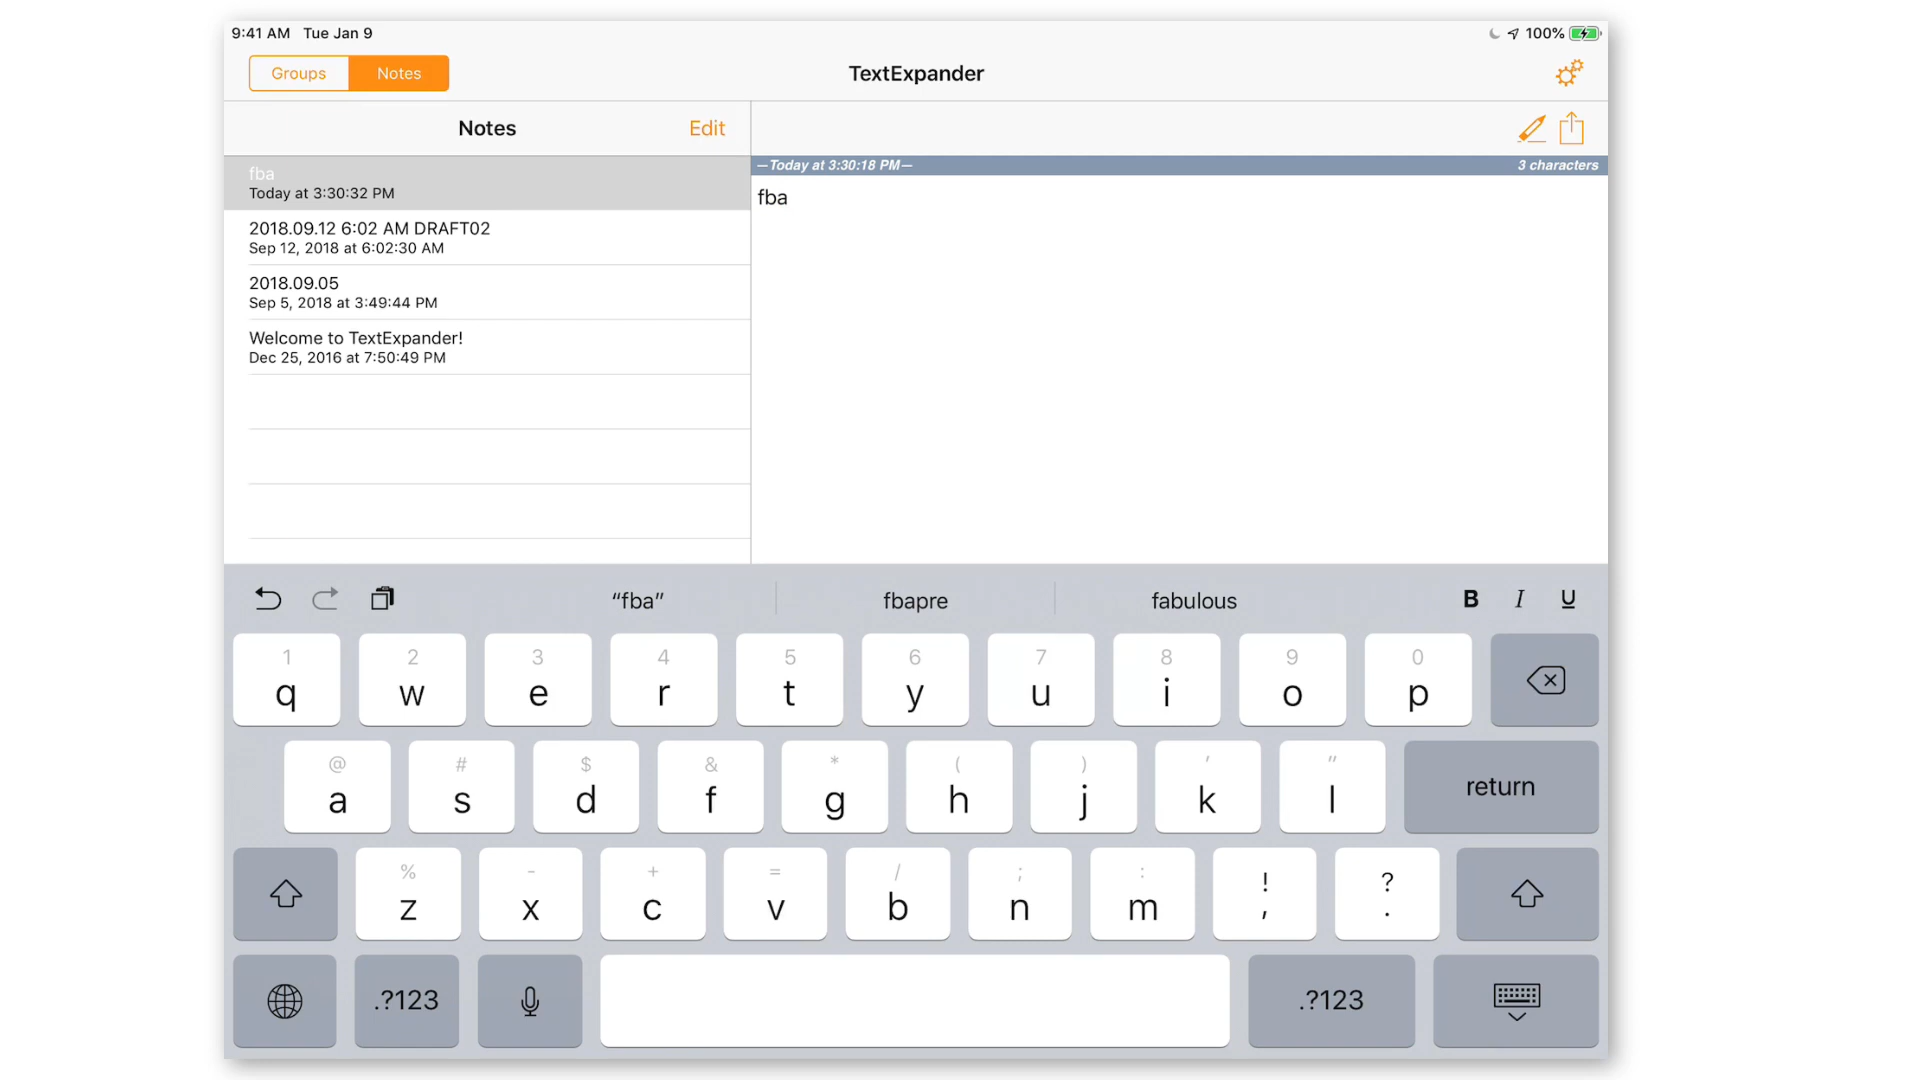 9:41 AM Tue Jan 9
100%
Groups Notes
TextExpander
Notes Edit
fba
Today at 3:30:32 PM
2018.09.12 6:02 AM DRAFT02
Sep 12, 2018 at 6:02:30 AM
2018.09.05
Sep 5, 2018 at 3:49:44 PM
Welcome to TextExpander!
Dec 25, 2016 at 7:50:49 PM
—Today at 3:30:18 PM— 3 characters
fba
“fba” fbapre fabulous B I U
1 2 3 4 5 6 7 8 9 0
q w e r t y u i o p
@ # $ & * ( ) ' "
a s d f g h j k l return
% - + = / ; : ! ?
z x c v b n m , .
.?123 .?123